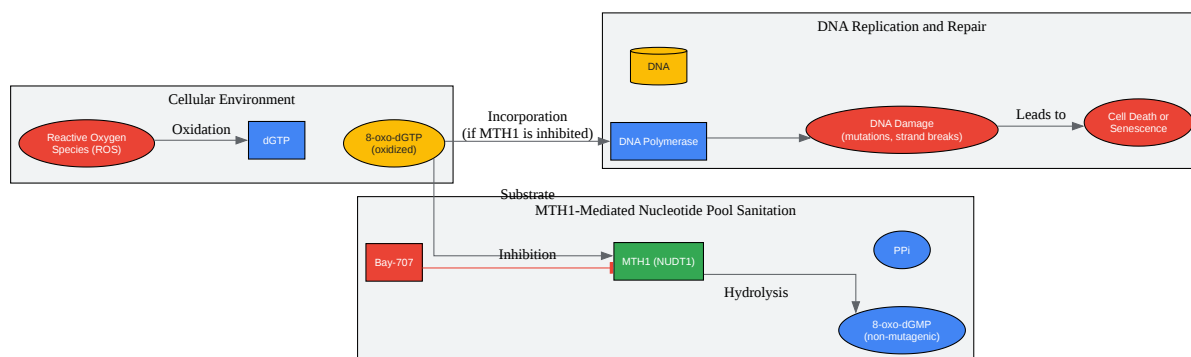 DNA Replication and Repair
DNA
Cellular Environment
Reactive Oxygen
Species (ROS)
Oxidation
dGTP
8-oxo-dGTP
(oxidized)
Incorporation
(if MTH1 is inhibited)
DNA Polymerase
DNA Damage
(mutations, strand breaks)
Leads to
Cell Death or
Senescence
Substrate
MTH1-Mediated Nucleotide Pool Sanitation
Bay-707
Inhibition
MTH1 (NUDT1)
PPi
Hydrolysis
8-oxo-dGMP
(non-mutagenic)